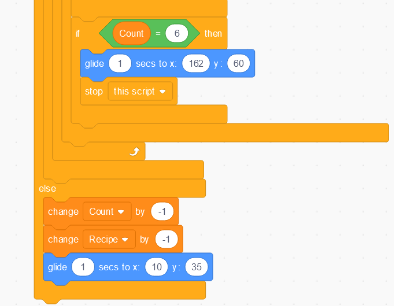 if Count = 6 then
glide 1 secs to x: 162 y: 60
stop this script
else
change Count by -1
change Recipe by -1
glide 1 secs to x: 10 y: 35